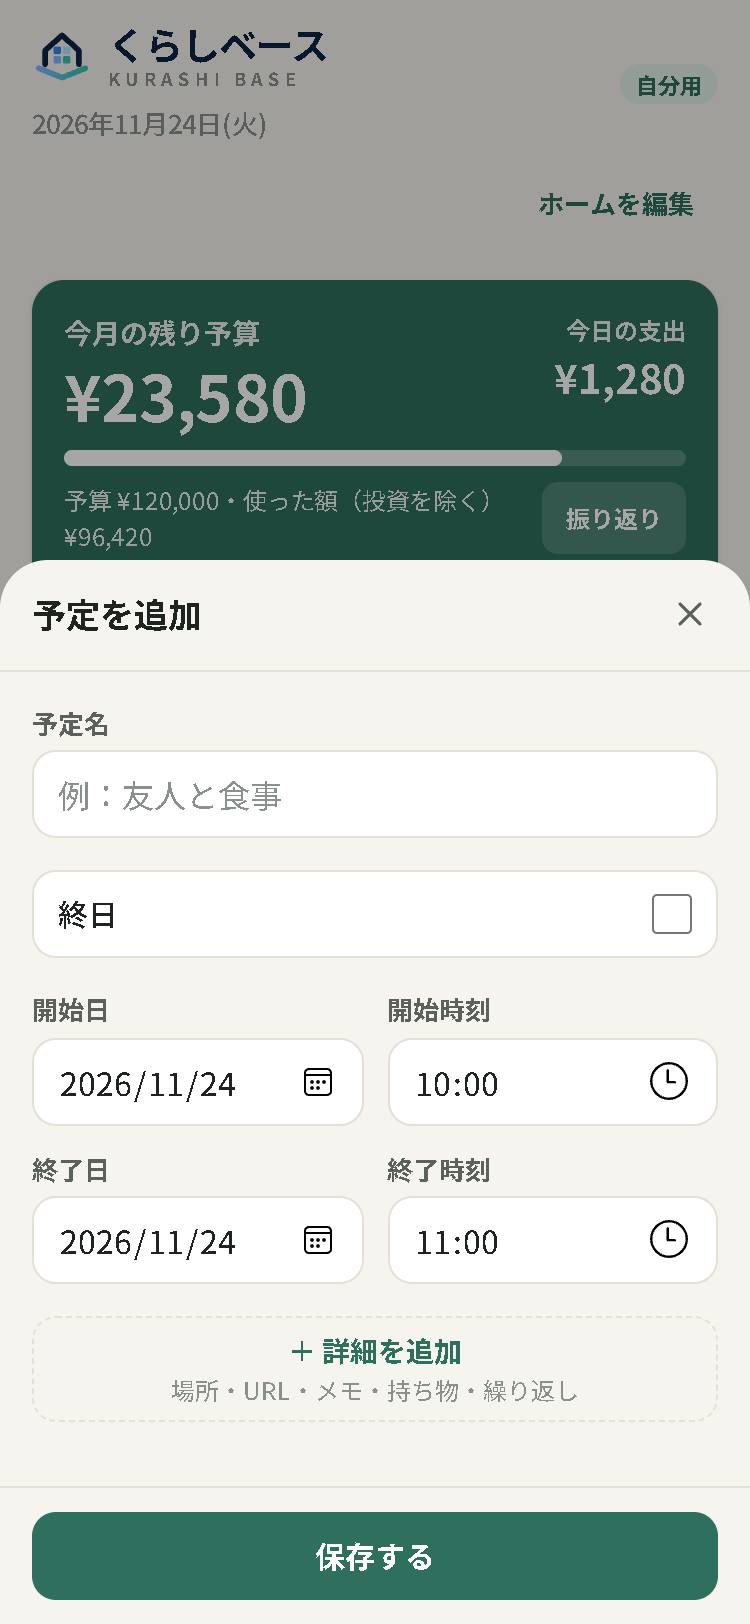 くらしベース
KURASHI BASE
2026年11月24日(火)
自分用
ホームを編集
今月の残り予算
¥23,580
今日の支出
¥1,280
予算 ¥120,000・使った額（投資を除く）
¥96,420
振り返り
予定を追加
予定名
例：友人と食事
終日
開始日
開始時刻
2026/11/24
10:00
終了日
終了時刻
2026/11/24
11:00
＋ 詳細を追加
場所・URL・メモ・持ち物・繰り返し
保存する